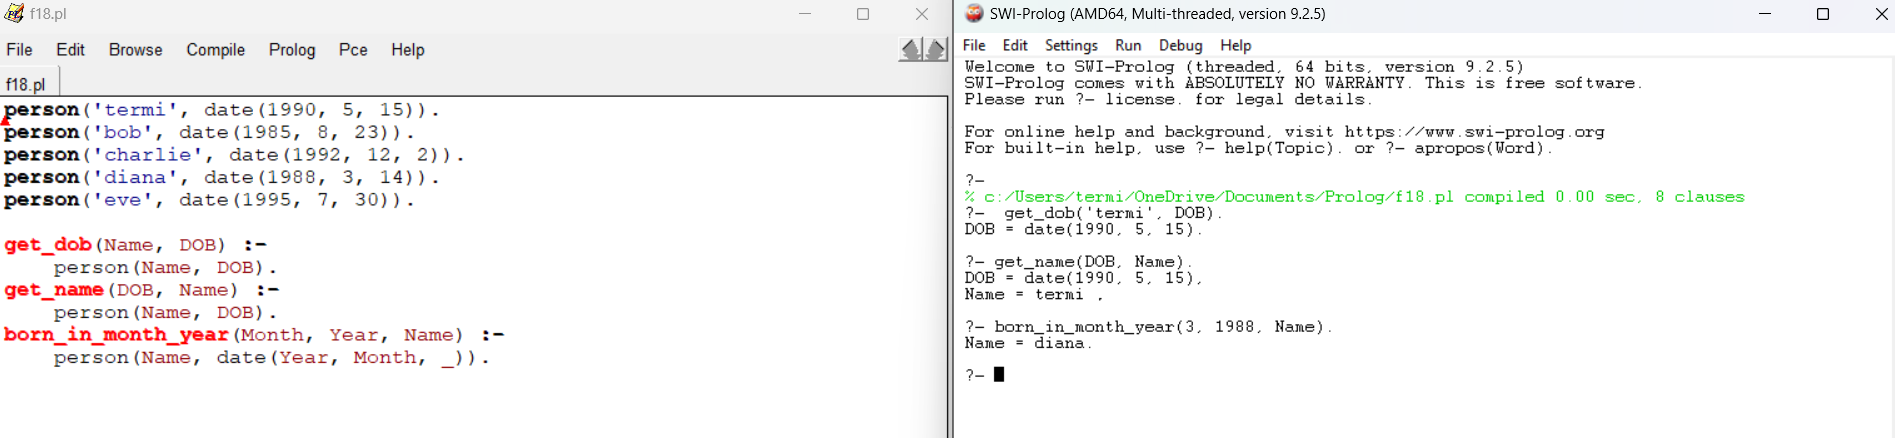 f18.pl
File Edit Browse Compile Prolog Pce Help
f18.pl
person('termi', date(1990, 5, 15)).
person('bob', date(1985, 8, 23)).
person('charlie', date(1992, 12, 2)).
person('diana', date(1988, 3, 14)).
person('eve', date(1995, 7, 30)).
get_dob(Name, DOB) :-
    person(Name, DOB).
get_name(DOB, Name) :-
    person(Name, DOB).
born_in_month_year(Month, Year, Name) :-
    person(Name, date(Year, Month, _)).
SWI-Prolog (AMD64, Multi-threaded, version 9.2.5)
File Edit Settings Run Debug Help
Welcome to SWI-Prolog (threaded, 64 bits, version 9.2.5)
SWI-Prolog comes with ABSOLUTELY NO WARRANTY. This is free software.
Please run ?- license. for legal details.
For online help and background, visit https://www.swi-prolog.org
For built-in help, use ?- help(Topic). or ?- apropos(Word).
?-
% c:/Users/termi/OneDrive/Documents/Prolog/f18.pl compiled 0.00 sec, 8 clauses
?-  get_dob('termi', DOB).
DOB = date(1990, 5, 15).
?- get_name(DOB, Name).
DOB = date(1990, 5, 15),
Name = termi .
?- born_in_month_year(3, 1988, Name).
Name = diana.
?-